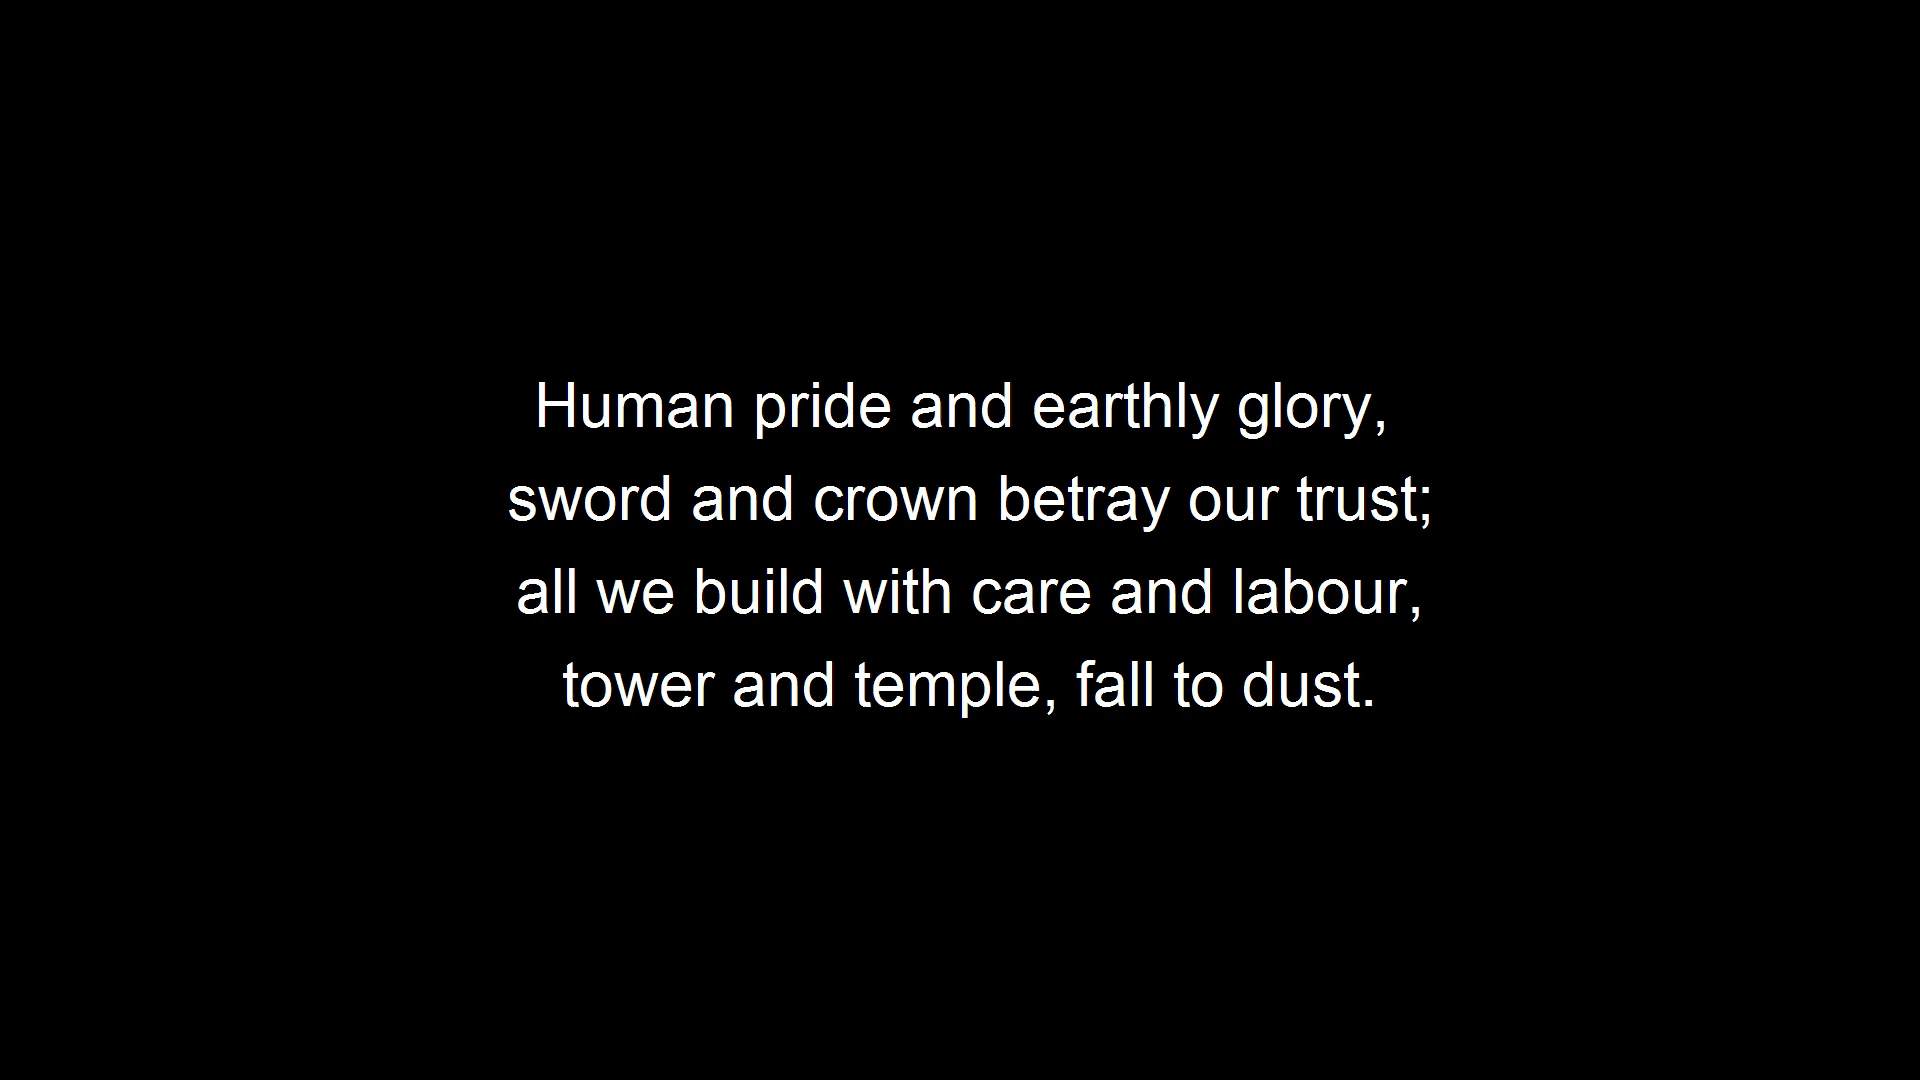 Human pride and earthly glory,
sword and crown betray our trust;
all we build with care and labour,
tower and temple, fall to dust.